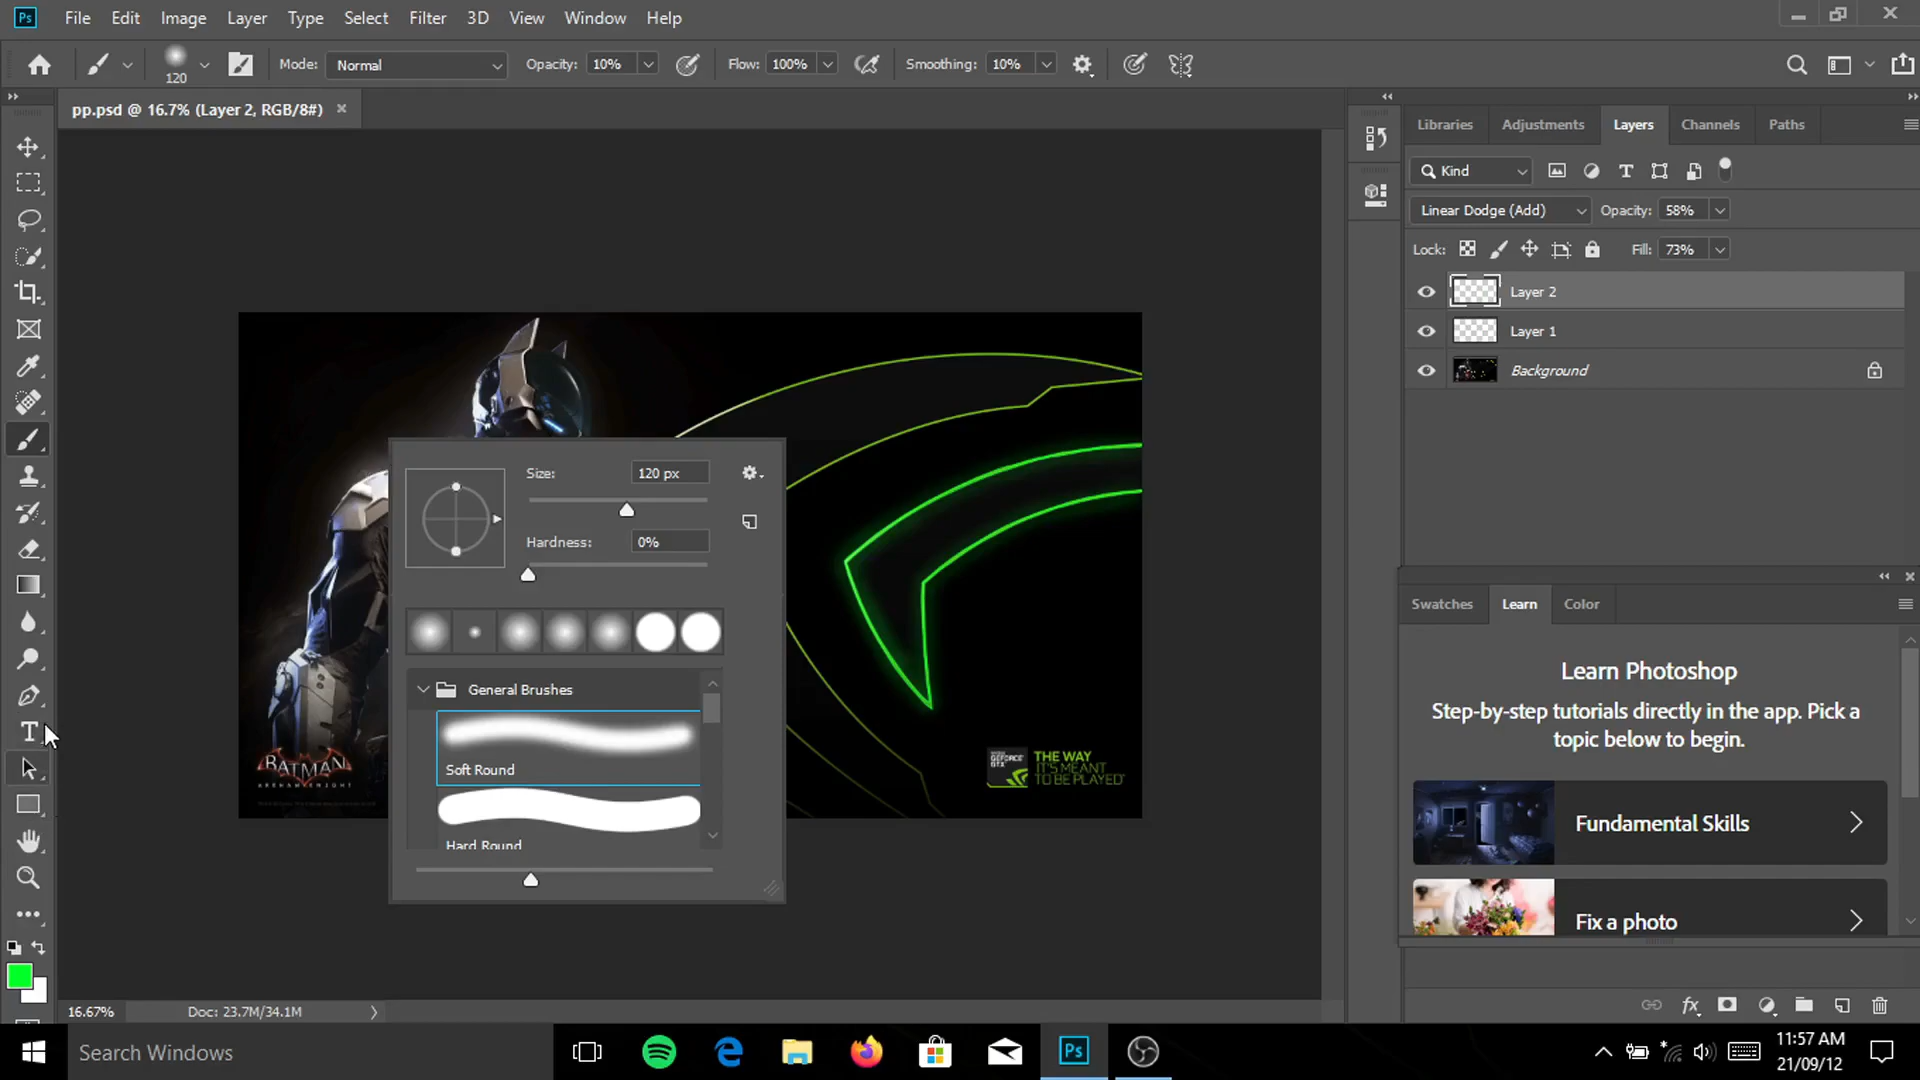 Ps File Edit Image Layer Type Select Filter 3D View Window Help
120 Mode: Normal Opacity: 10% Flow: 100% Smoothing: 10%
pp.psd @ 16.7% (Layer 2, RGB/8#)
Libraries Adjustments Layers Channels Paths
Kind
Linear Dodge (Add) Opacity: 58%
Lock: Fill: 73%
Layer 2
Layer 1
Background
Size: 120 px
Hardness: 0%
General Brushes
Soft Round
Hard Round
BATMAN
ARKHAM KNIGHT
GEFORCE
GTX
THE WAY
IT'S MEANT
TO BE PLAYED
Swatches Learn Color
Learn Photoshop
Step-by-step tutorials directly in the app. Pick a
topic below to begin.
Fundamental Skills
Fix a photo
16.67% Doc: 23.7M/34.1M
Search Windows
Ps
11:57 AM
21/09/12